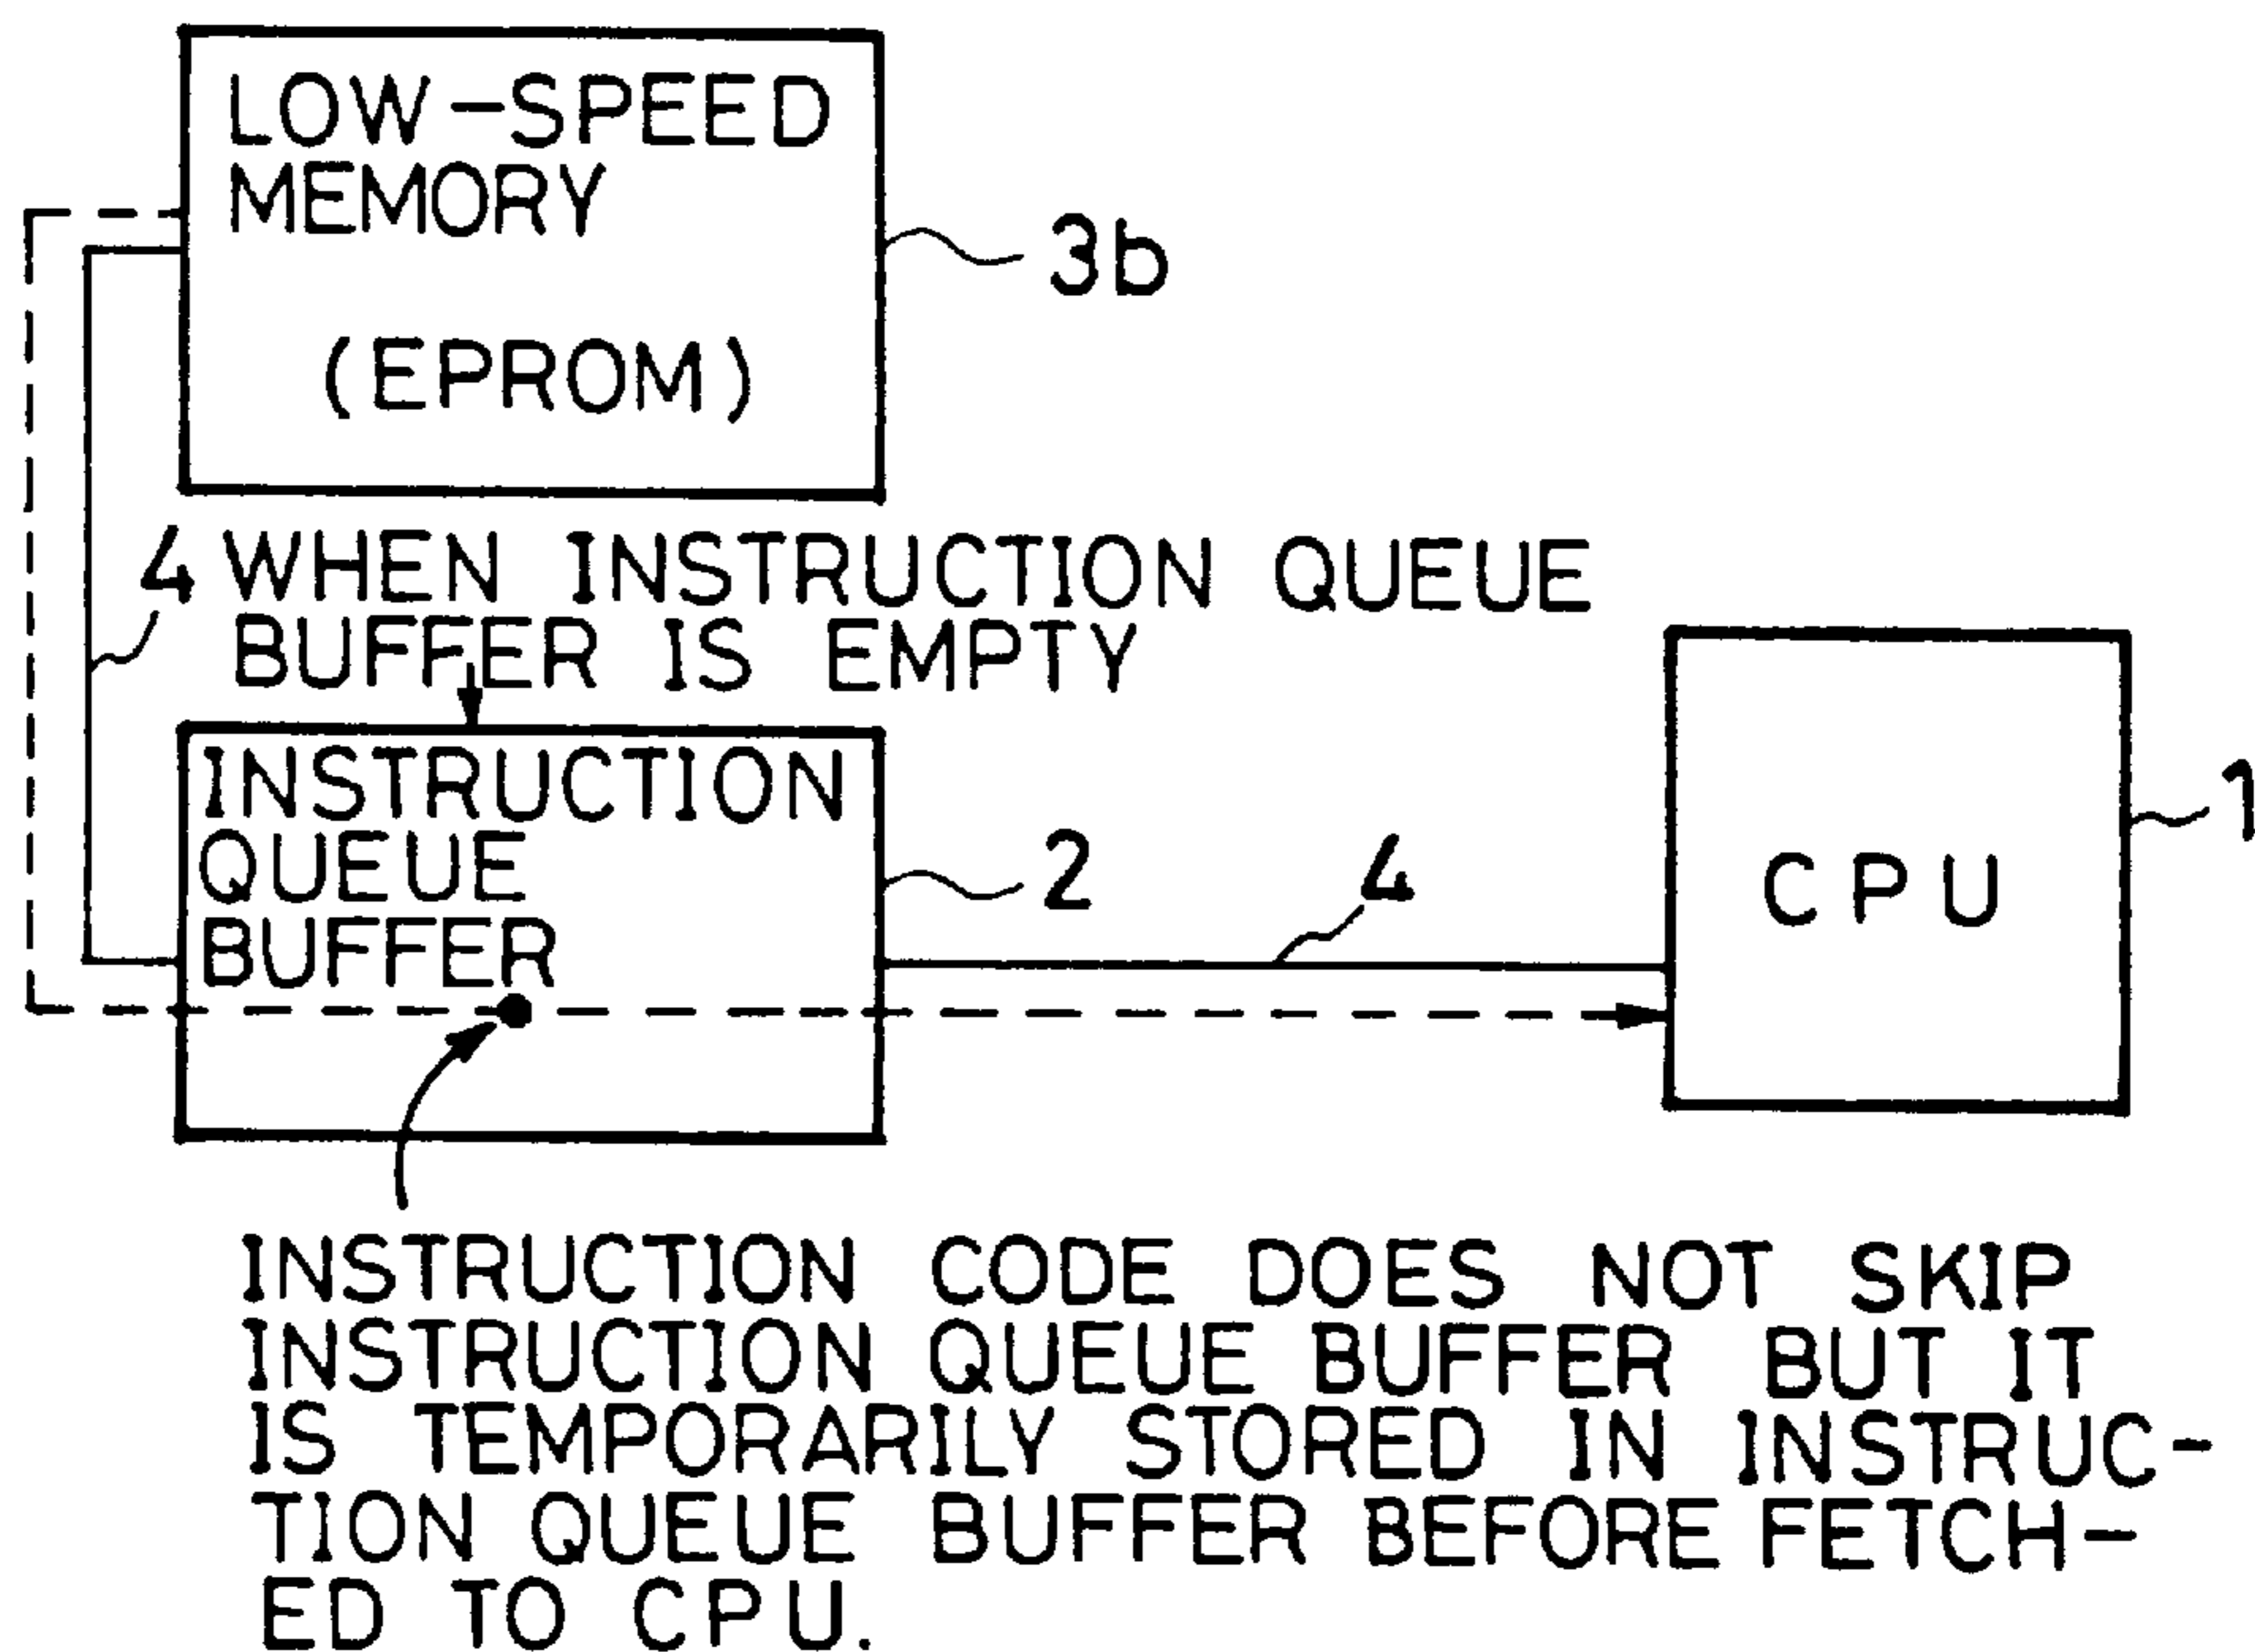 LOW-SPEED
MEMORY
(EPROM)
3b
4
WHEN INSTRUCTION QUEUE
BUFFER IS EMPTY
INSTRUCTION
QUEUE
BUFFER
2
4
CPU
1
INSTRUCTION CODE DOES NOT SKIP
INSTRUCTION QUEUE BUFFER BUT IT
IS TEMPORARILY STORED IN INSTRUC-
TION QUEUE BUFFER BEFORE FETCH-
ED TO CPU.